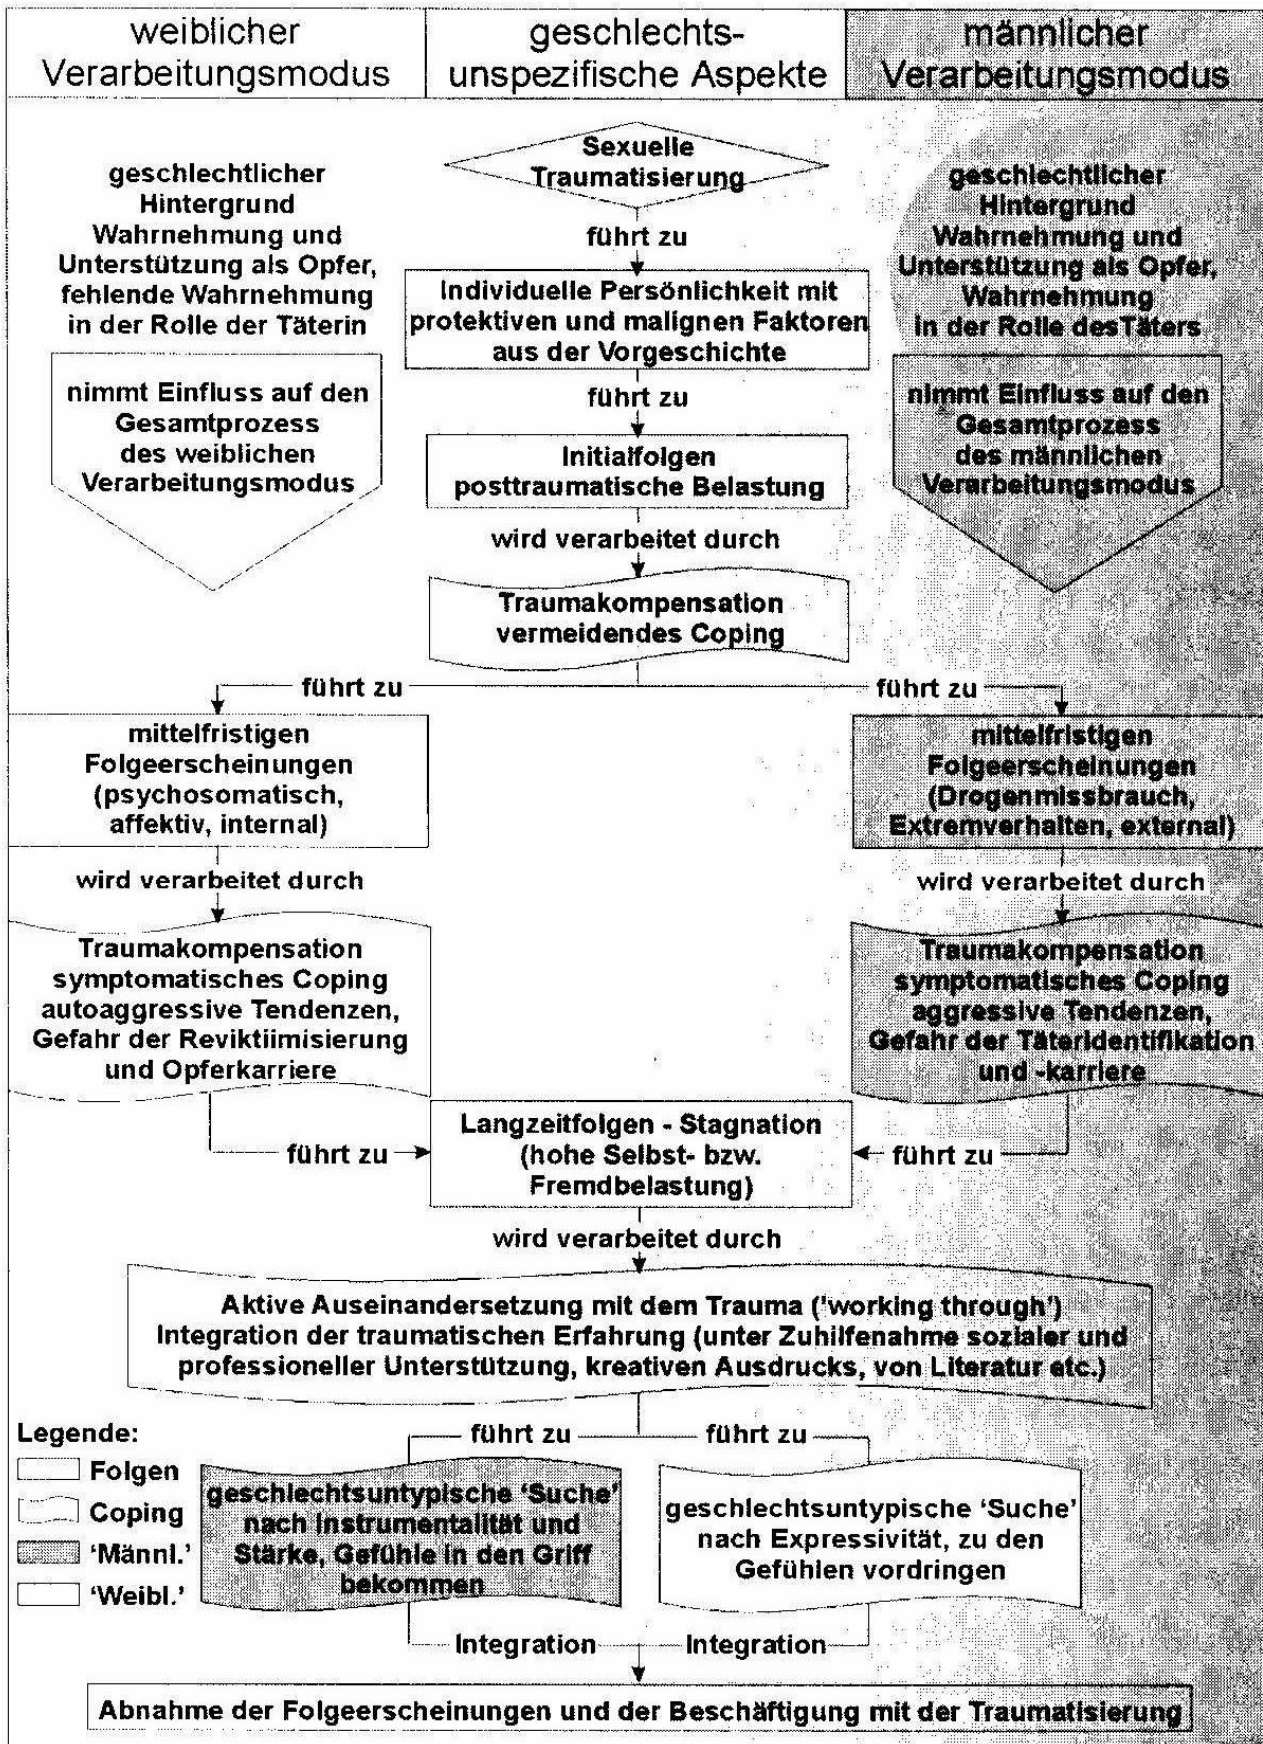 weiblicher
Verarbeitungsmodus
geschlechts-
unspezifische Aspekte
männlicher
Verarbeitungsmodus
Sexuelle
Traumatisierung
geschlechtlicher
Hintergrund
Wahrnehmung und
Unterstützung als Opfer,
fehlende Wahrnehmung
in der Rolle der Täterin
geschlechtlicher
Hintergrund
Wahrnehmung und
Unterstützung als Opfer,
Wahrnehmung
in der Rolle desTäters
führt zu
Individuelle Persönlichkeit mit
protektiven und malignen Faktoren
aus der Vorgeschichte
nimmt Einfluss auf den
Gesamtprozess
des weiblichen
Verarbeitungsmodus
nimmt Einfluss auf den
Gesamtprozess
des männlichen
Verarbeitungsmodus
führt zu
Initialfolgen
posttraumatische Belastung
wird verarbeitet durch
Traumakompensation
vermeidendes Coping
führt zu
führt zu
mittelfristigen
Folgeerscheinungen
(psychosomatisch,
affektiv, internal)
mittelfristigen
Folgeerscheinungen
(Drogenmissbrauch,
Extremverhalten, external)
wird verarbeitet durch
wird verarbeitet durch
Traumakompensation
symptomatisches Coping
autoaggressive Tendenzen,
Gefahr der Reviktiimisierung
und Opferkarriere
Traumakompensation
symptomatisches Coping
aggressive Tendenzen,
Gefahr der Täteridentifikation
und -karriere
führt zu
Langzeitfolgen - Stagnation
(hohe Selbst- bzw.
Fremdbelastung)
führt zu
wird verarbeitet durch
Aktive Auseinandersetzung mit dem Trauma ('working through')
Integration der traumatischen Erfahrung (unter Zuhilfenahme sozialer und
professioneller Unterstützung, kreativen Ausdrucks, von Literatur etc.)
führt zu
führt zu
Legende:
Folgen
Coping
'Männl.'
'Weibl.'
geschlechtsuntypische 'Suche'
nach Instrumentalität und
Stärke, Gefühle in den Griff
bekommen
geschlechtsuntypische 'Suche'
nach Expressivität, zu den
Gefühlen vordringen
Integration
Integration
Abnahme der Folgeerscheinungen und der Beschäftigung mit der Traumatisierung